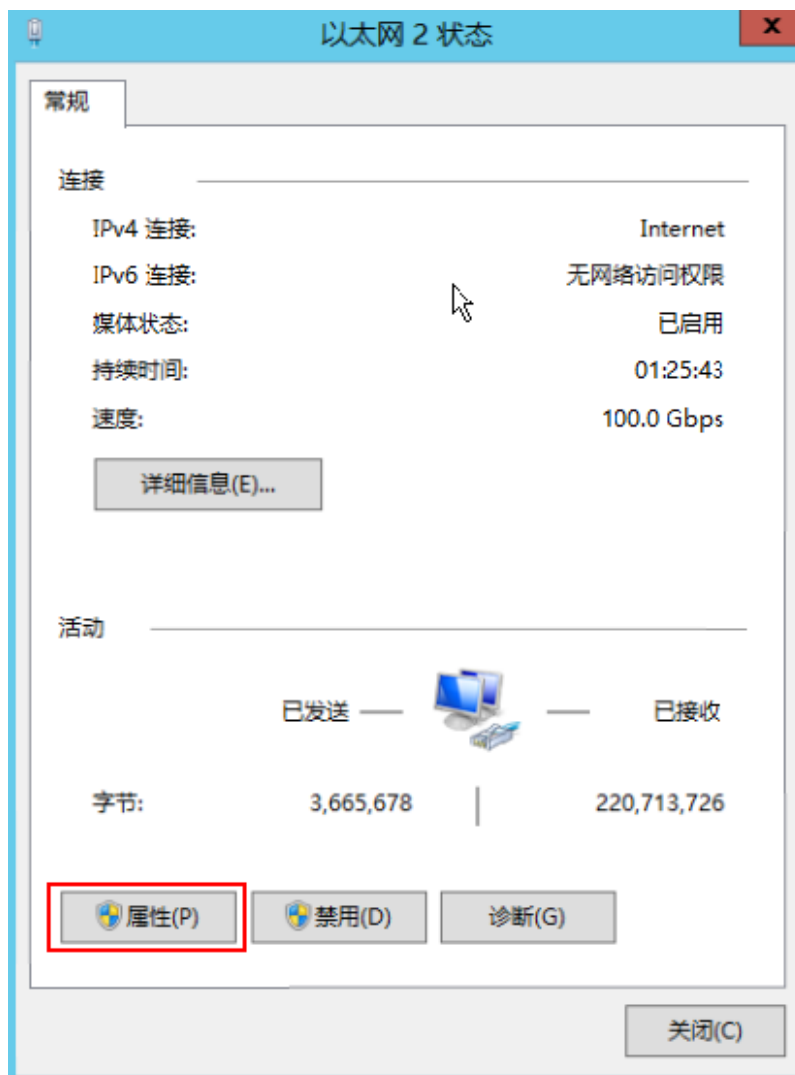 以太网 2 状态
x
常规
连接
IPv4 连接: Internet
IPv6 连接: 无网络访问权限
媒体状态: 已启用
持续时间: 01:25:43
速度: 100.0 Gbps
详细信息(E)...
活动
已发送 已接收
字节: 3,665,678 220,713,726
属性(P) 禁用(D) 诊断(G)
关闭(C)